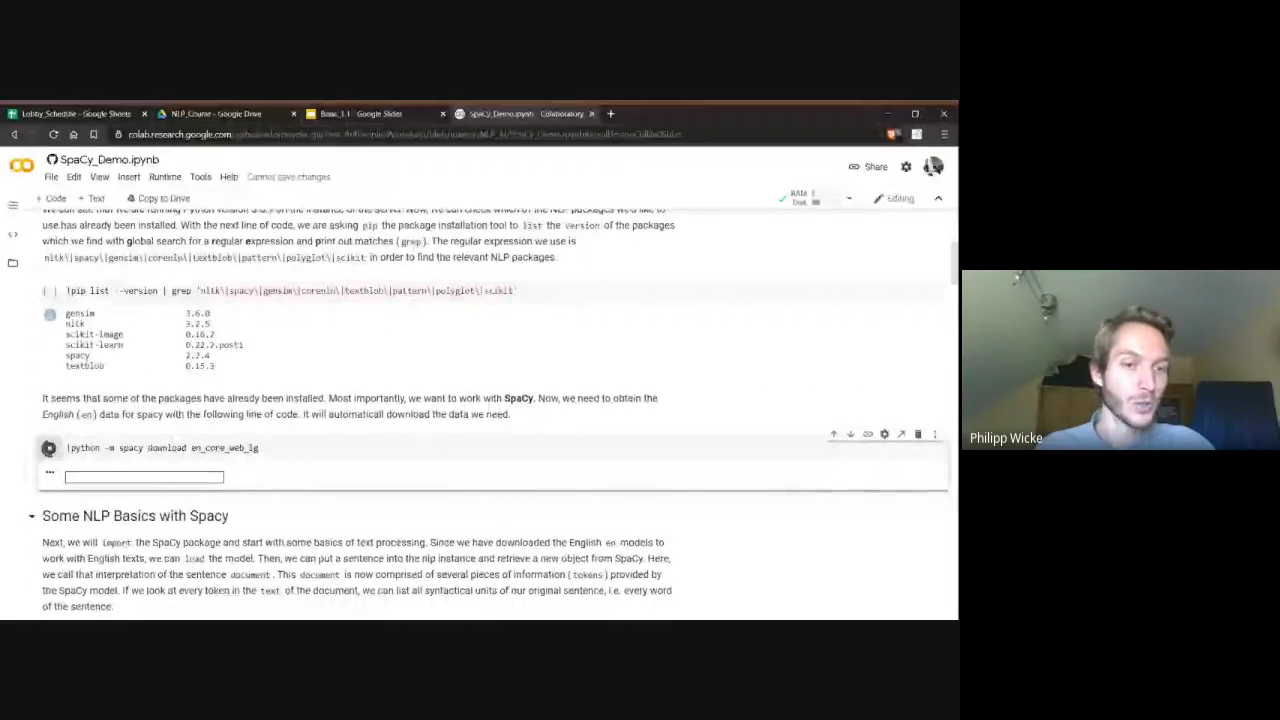 Lobby_Schedule - Google Sheets
NLP_Course - Google Drive
Base_1.1 Google Slides
SpaCy_Demo.ipynb Colaboratory
colab.research.google.com
SpaCy_Demo.ipynb
Share
File Edit View Insert Runtime Tools Help Cannot save changes
+ Code + Text Copy to Drive
RAM
Disk
Editing
use has already been installed. With the next line of code, we are asking pip the package installation tool to list the version of the packages
which we find with global search for a regular expression and print out matches (grep). The regular expression we use is
nltk\|spacy\|gensim\|corenlp\|textblob\|pattern\|polyglot\|scikit in order to find the relevant NLP packages.
[ ] !pip list --version | grep 'nltk\|spacy\|gensim\|corenlp\|textblob\|pattern\|polyglot\|scikit'
gensim 3.6.0
nltk 3.2.5
scikit-image 0.16.2
scikit-learn 0.22.2.post1
spacy 2.2.4
textblob 0.15.3
It seems that some of the packages have already been installed. Most importantly, we want to work with SpaCy. Now, we need to obtain the
English (en) data for spacy with the following line of code. It will automaticall download the data we need.
!python -m spacy download en_core_web_lg
Some NLP Basics with Spacy
Next, we will import the SpaCy package and start with some basics of text processing. Since we have downloaded the English en models to
work with English texts, we can load the model. Then, we can put a sentence into the nlp instance and retrieve a new object from SpaCy. Here,
we call that interpretation of the sentence document. This document is now comprised of several pieces of information (tokens) provided by
the SpaCy model. If we look at every token in the text of the document, we can list all syntactical units of our original sentence, i.e. every word
of the sentence.
Philipp Wicke